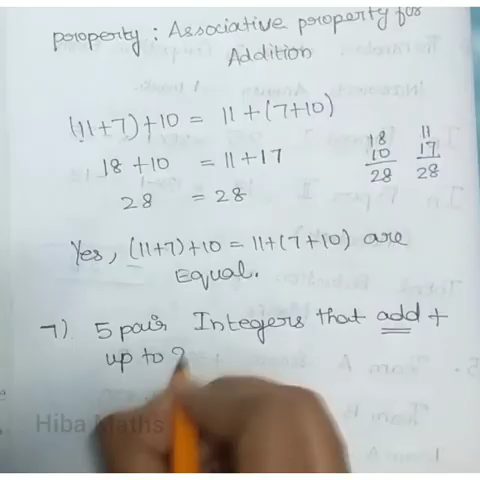 property : Associative property for
Addition
(11+7)+10 = 11+(7+10)
18 +10 = 11+17
28 = 28
18
10
28
11
17
28
Yes, (11+7)+10 = 11+(7+10) are
Equal.
7) 5 pair Integers that add +
up to
Hiba Maths